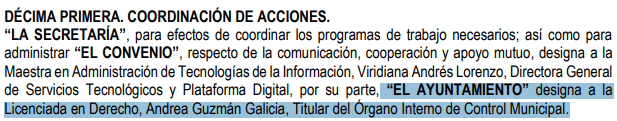 DÉCIMA PRIMERA. COORDINACIÓN DE ACCIONES.
“LA SECRETARÍA”, para efectos de coordinar los programas de trabajo necesarios; así como para
administrar “EL CONVENIO”, respecto de la comunicación, cooperación y apoyo mutuo, designa a la
Maestra en Administración de Tecnologías de la Información, Viridiana Andrés Lorenzo, Directora General
de Servicios Tecnológicos y Plataforma Digital, por su parte, “EL AYUNTAMIENTO” designa a la
Licenciada en Derecho, Andrea Guzmán Galicia, Titular del Órgano Interno de Control Municipal.